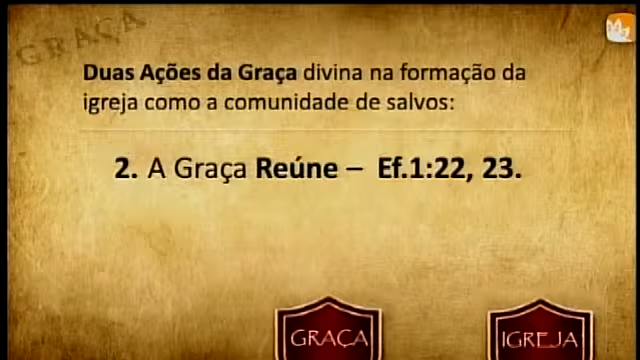 GRAÇA
Duas Ações da Graça divina na formação da
igreja como a comunidade de salvos:
2. A Graça Reúne – Ef.1:22, 23.
GRAÇA
IGREJA